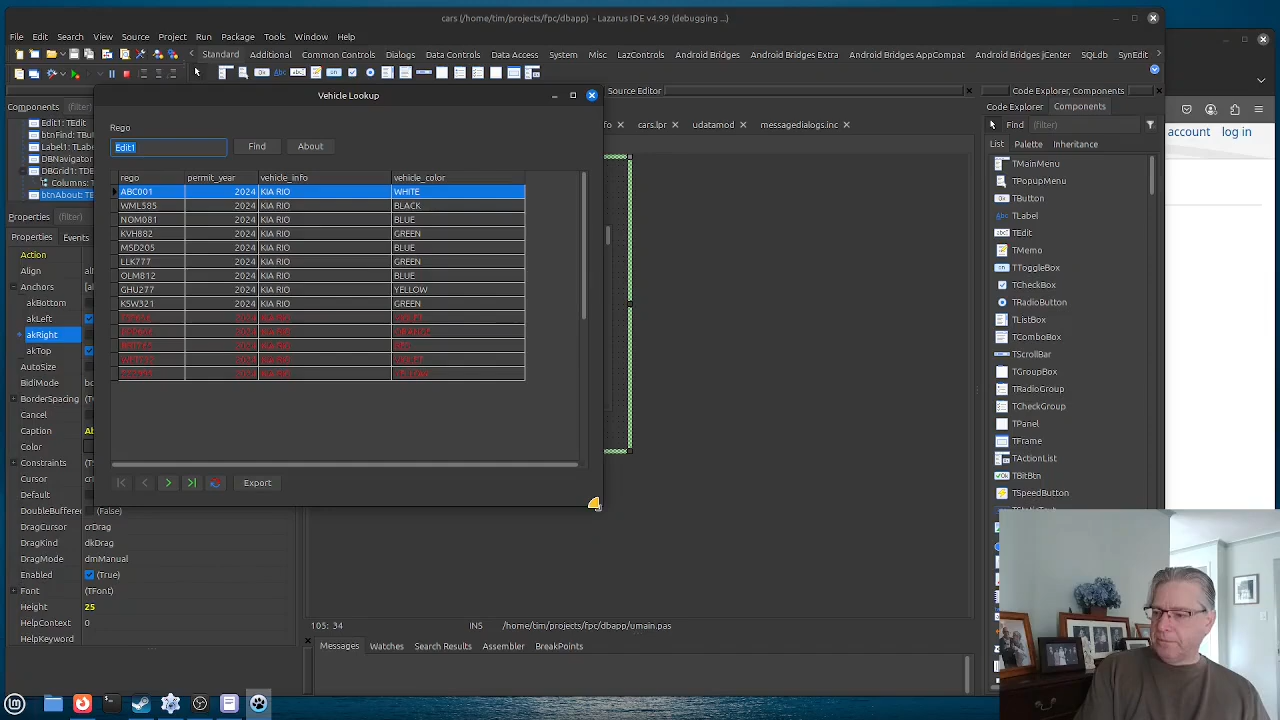 cars (/home/tim/projects/fpc/dbapp) - Lazarus IDE v4.99 (debugging ...)
File Edit Search View Source Project Run Package Tools Window Help
Standard Additional Common Controls Dialogs Data Controls Data Access System Misc LazControls Android Bridges Android Bridges Extra Android Bridges AppCompat Android Bridges jCenter SQLdb SynEdit
Source Editor
Code Explorer, Components
Components (filter)
Code Explorer Components
cars.lpr udatamod messagedialogs.inc
Find (filter)
List Palette Inheritance
account log in
Edit1: TEdit
btnFind: TBu
Label1: TEdit
DBNavigator
DBGrid1: TDE
Columns: T
btnAbout: TE
Properties (filter)
Properties Events
Action
Align
Anchors
akBottom
akLeft
akRight
akTop
AutoSize
BidiMode
BorderSpacing
Cancel
Caption
Color
Constraints
Cursor
Default
DoubleBuffere (False)
DragCursor crDrag
DragKind dkDrag
DragMode dmManual
Enabled (True)
Font (TFont)
Height 25
HelpContext 0
HelpKeyword
Vehicle Lookup
Rego
Edit1 Find About
rego permit_year vehicle_info vehicle_color
ABC001 2024 KIA RIO WHITE
WML585 2024 KIA RIO BLACK
NOM081 2024 KIA RIO BLUE
KVH882 2024 KIA RIO GREEN
MSD205 2024 KIA RIO BLUE
LLK777 2024 KIA RIO GREEN
OLM812 2024 KIA RIO BLUE
GHU277 2024 KIA RIO YELLOW
KSW321 2024 KIA RIO GREEN
Export
TMainMenu
TPopupMenu
TButton
TLabel
TEdit
TMemo
TToggleBox
TCheckBox
TRadioButton
TListBox
TComboBox
TScrollBar
TGroupBox
TRadioGroup
TCheckGroup
TPanel
TFrame
TActionList
TBitBtn
TSpeedButton
105: 34 INS /home/tim/projects/fpc/dbapp/umain.pas
Messages Watches Search Results Assembler BreakPoints